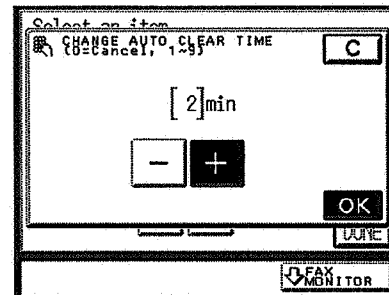 Select an item
CHANGE AUTO CLEAR TIME
(0=Cancel, 1~9)
C
[ 2]min
− +
OK
DONE
FAX
MONITOR